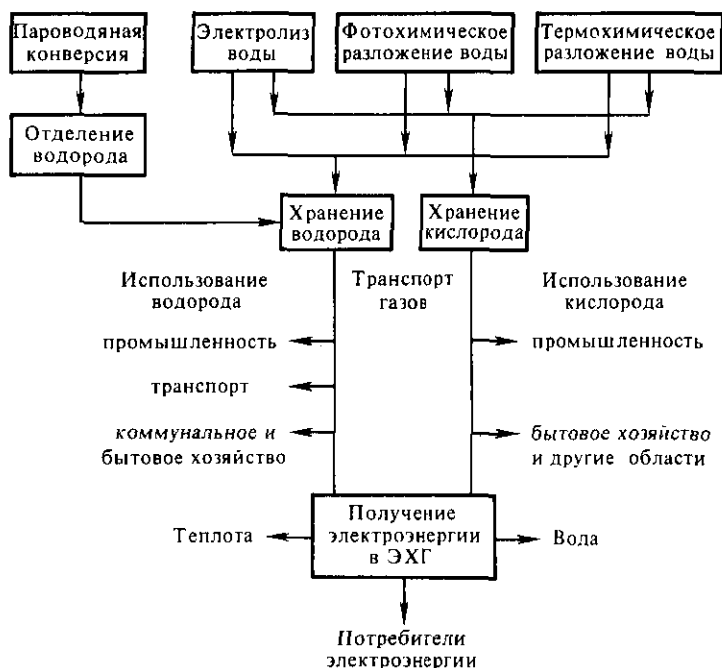 Пароводяная
конверсия
Электролиз
воды
Фотохимическое
разложение воды
Термохимическое
разложение воды
Отделение
водорода
Хранение
водорода
Хранение
кислорода
Использование
водорода
Транспорт
газов
Использование
кислорода
промышленность
промышленность
транспорт
коммунальное и
бытовое хозяйство
бытовое хозяйство
и другие области
Получение
электроэнергии
в ЭХГ
Теплота
Вода
Потребители
электроэнергии